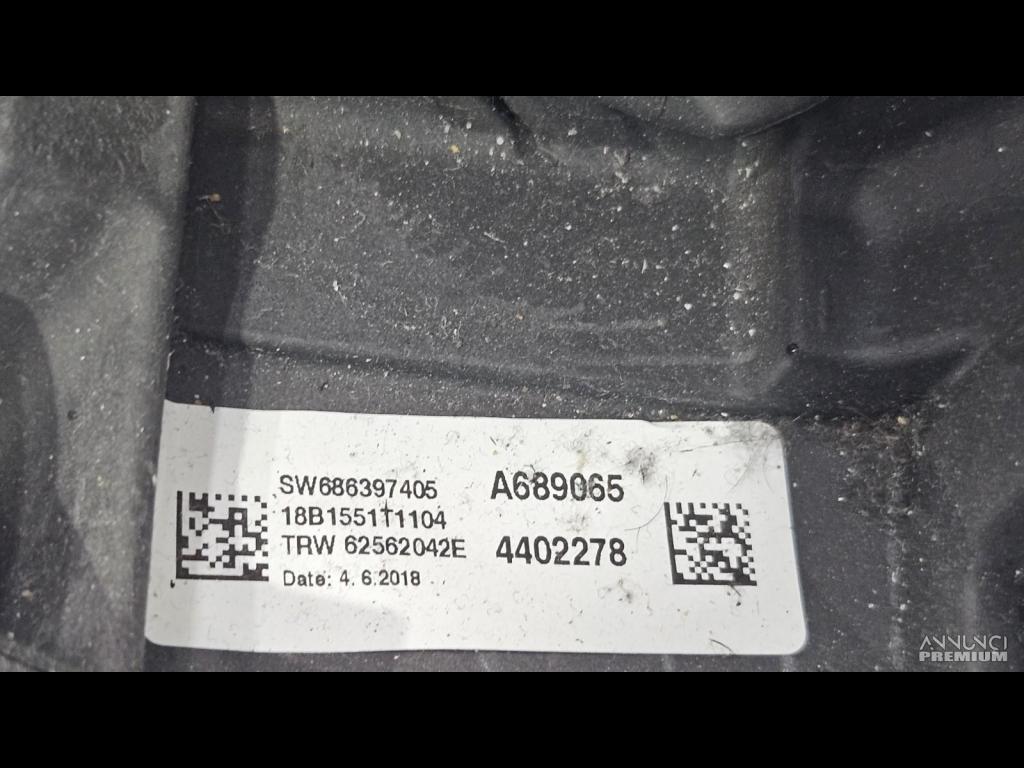 SW686397405
18B1551T1104
TRW 62562042E
Date: 4. 6.2018
A689065
4402278
ANNUNCI
PREMIUM